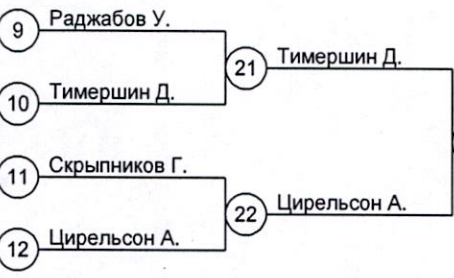 9 Раджабов У.
21 Тимершин Д.
10 Тимершин Д.
11 Скрыпников Г.
22 Цирельсон А.
12 Цирельсон А.